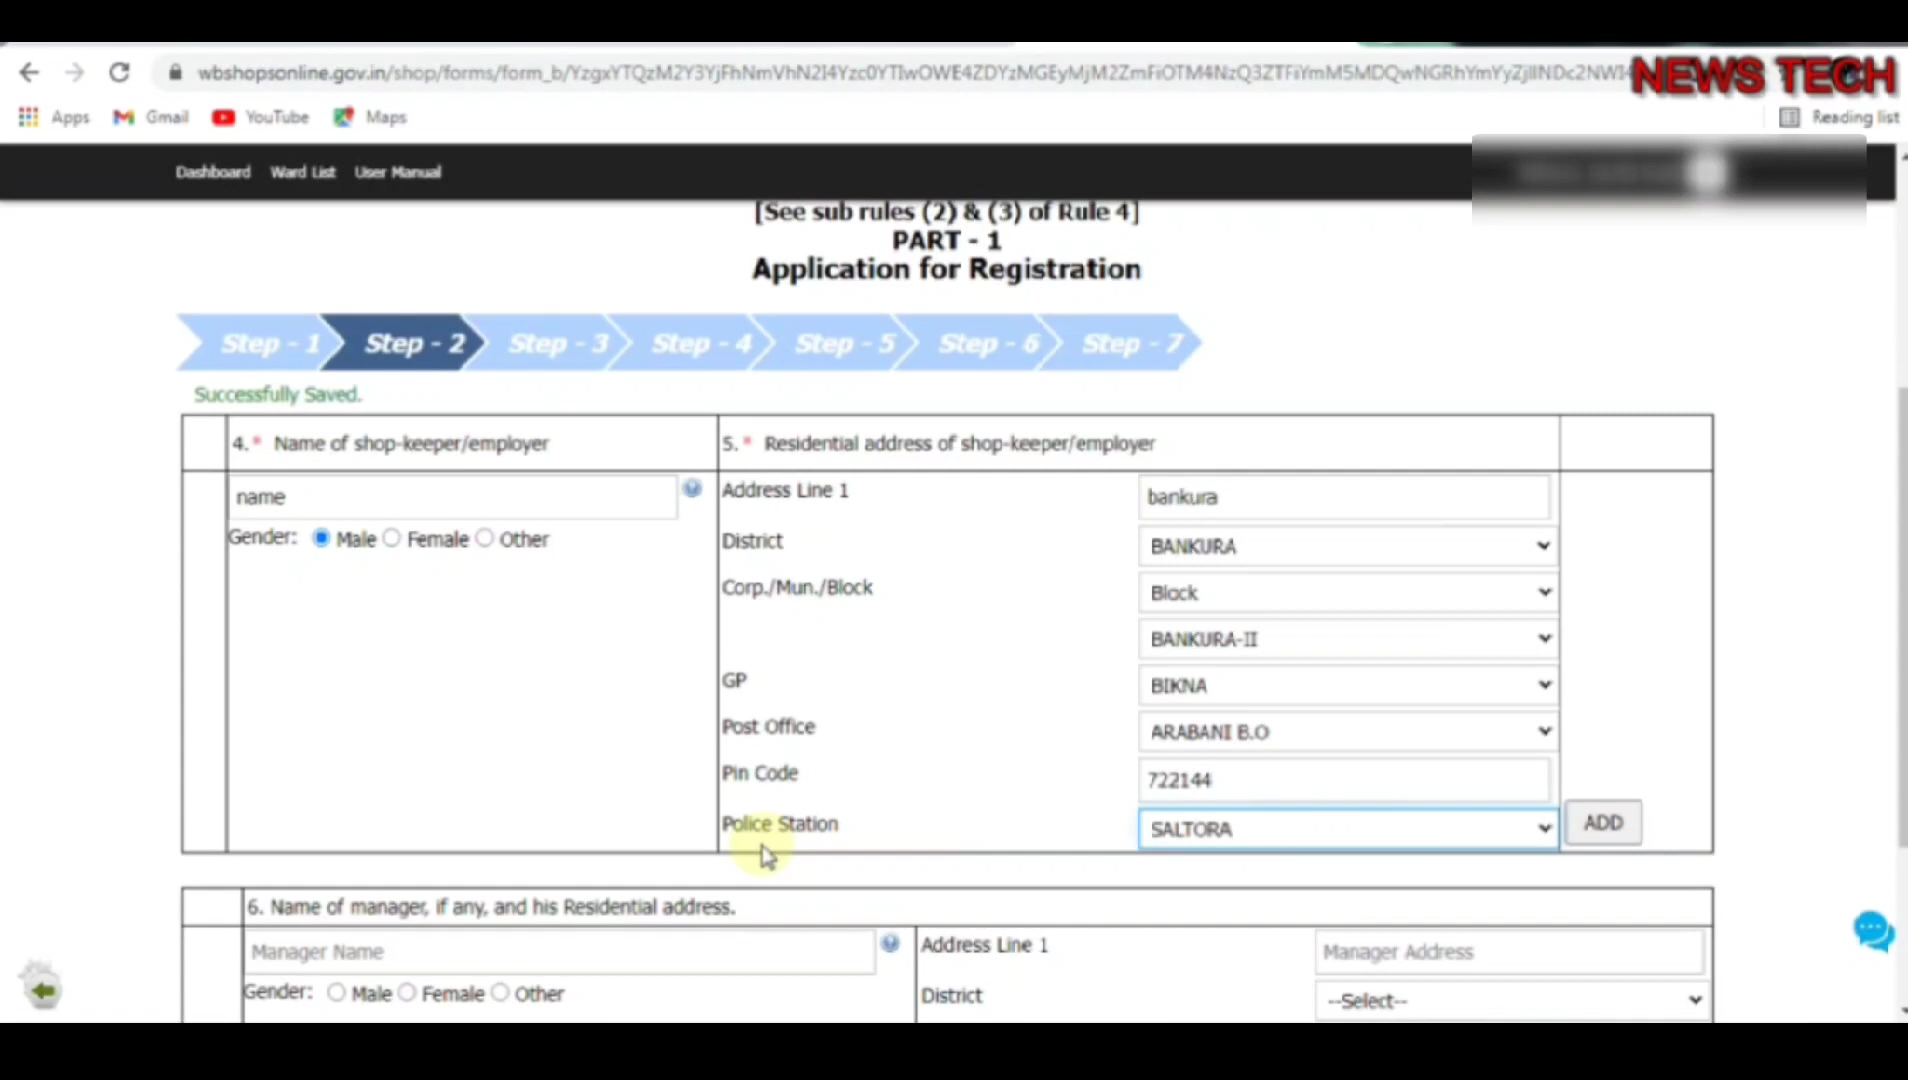 wbshopsonline.gov.in/shop/forms/form_b/
NEWS TECH
Apps Gmail YouTube Maps Reading list
Dashboard Ward List User Manual
[See sub rules (2) & (3) of Rule 4]
PART - 1
Application for Registration
Step - 1 Step - 2 Step - 3 Step - 4 Step - 5 Step - 6 Step - 7
Successfully Saved.
4.* Name of shop-keeper/employer 5.* Residential address of shop-keeper/employer
name Address Line 1 bankura
Gender: Male Female Other District BANKURA
Corp./Mun./Block Block
BANKURA-II
GP BIKNA
Post Office ARABANI B.O
Pin Code 722144
Police Station SALTORA ADD
6. Name of manager, if any, and his Residential address.
Manager Name Address Line 1 Manager Address
Gender: Male Female Other District --Select--